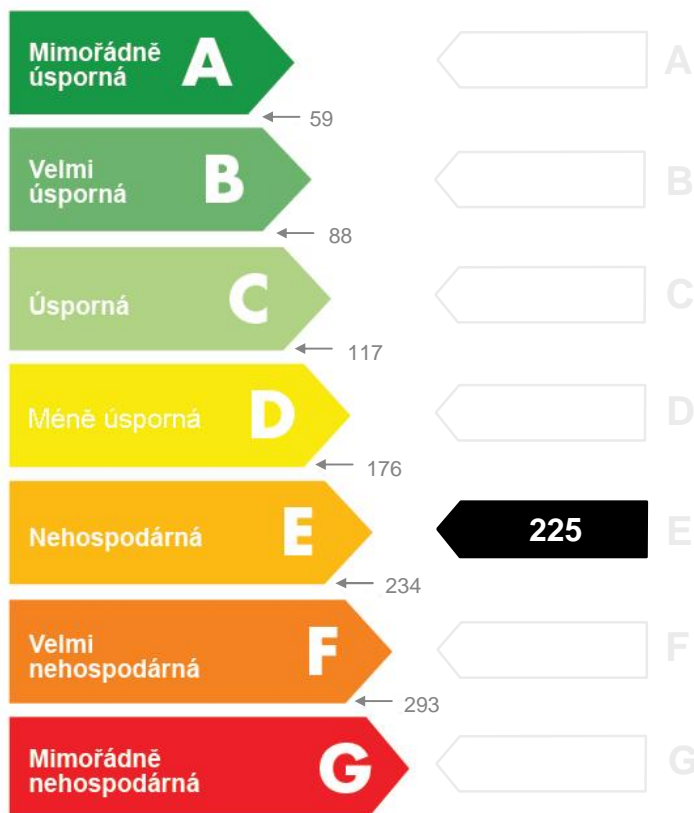 Mimořádně
úsporná
A
A
59
Velmi
úsporná
B
B
88
Úsporná
C
C
117
Méně úsporná
D
D
176
Nehospodárná
E
225
E
234
Velmi
nehospodárná
F
F
293
Mimořádně
nehospodárná
G
G